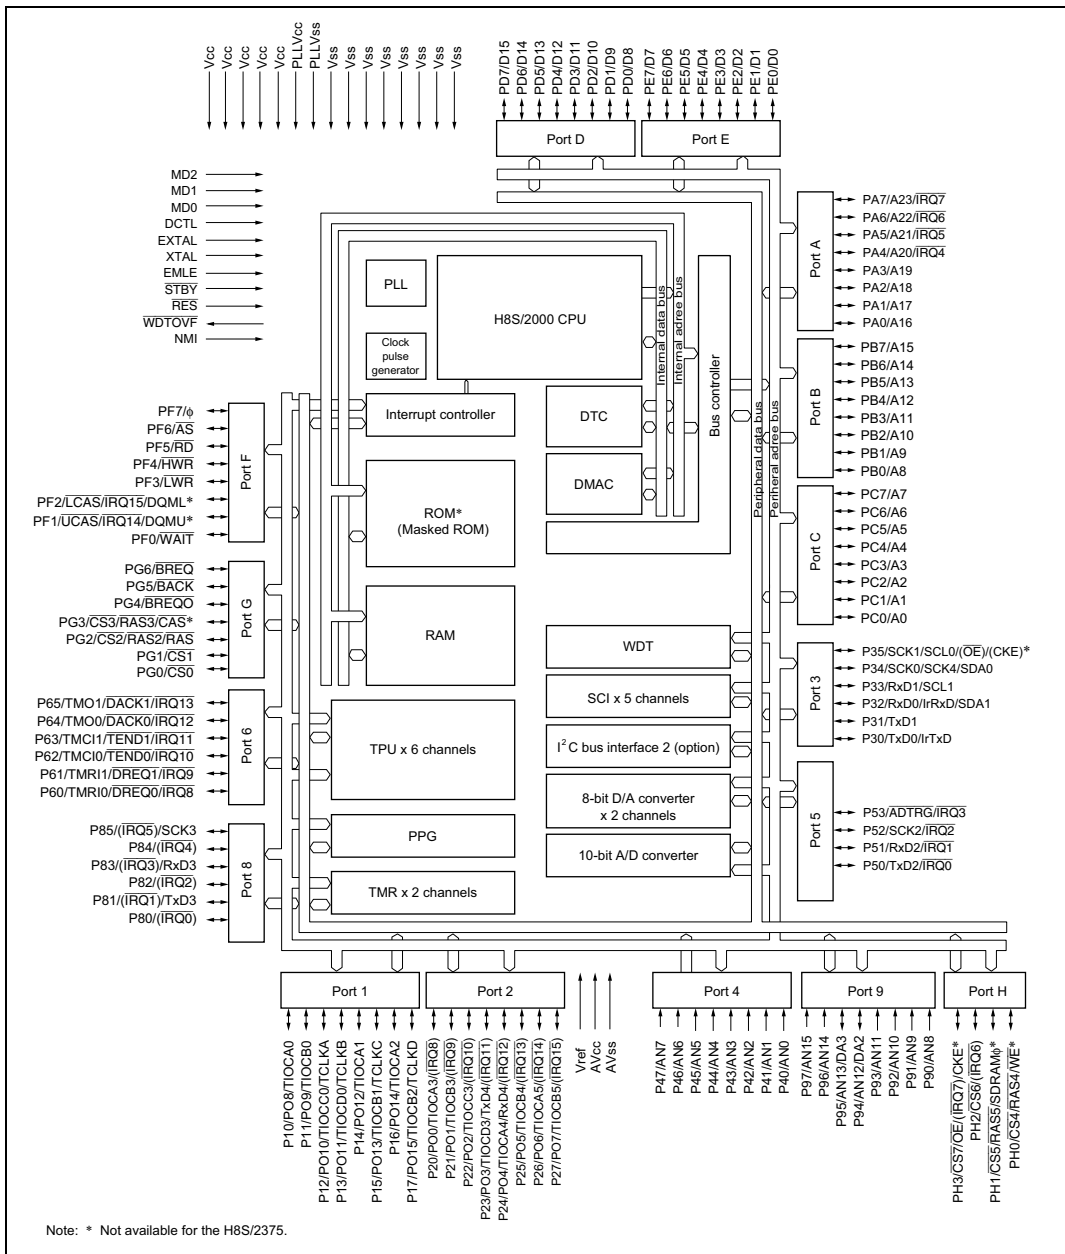 Vcc
Vcc
Vcc
Vcc
Vcc
PLLVcc
PLLVss
Vss
Vss
Vss
Vss
Vss
Vss
Vss
Vss
PD7/D15
PD6/D14
PD5/D13
PD4/D12
PD3/D11
PD2/D10
PD1/D9
PD0/D8
PE7/D7
PE6/D6
PE5/D5
PE4/D4
PE3/D3
PE2/D2
PE1/D1
PE0/D0
Port D
Port E
MD2
MD1
MD0
DCTL
EXTAL
XTAL
EMLE
STBY
RES
WDTOVF
NMI
PLL
Clock
pulse
generator
H8S/2000 CPU
Interrupt controller
DTC
DMAC
ROM*
(Masked ROM)
RAM
Internal data bus
Internal adree bus
Bus controller
Peripheral data bus
Periheral adree bus
Port A
PA7/A23/IRQ7
PA6/A22/IRQ6
PA5/A21/IRQ5
PA4/A20/IRQ4
PA3/A19
PA2/A18
PA1/A17
PA0/A16
Port B
PB7/A15
PB6/A14
PB5/A13
PB4/A12
PB3/A11
PB2/A10
PB1/A9
PB0/A8
Port C
PC7/A7
PC6/A6
PC5/A5
PC4/A4
PC3/A3
PC2/A2
PC1/A1
PC0/A0
PF7/ϕ
PF6/AS
PF5/RD
PF4/HWR
PF3/LWR
PF2/LCAS/IRQ15/DQML*
PF1/UCAS/IRQ14/DQMU*
PF0/WAIT
Port F
PG6/BREQ
PG5/BACK
PG4/BREQO
PG3/CS3/RAS3/CAS*
PG2/CS2/RAS2/RAS
PG1/CS1
PG0/CS0
Port G
P65/TMO1/DACK1/IRQ13
P64/TMO0/DACK0/IRQ12
P63/TMCI1/TEND1/IRQ11
P62/TMCI0/TEND0/IRQ10
P61/TMRI1/DREQ1/IRQ9
P60/TMRI0/DREQ0/IRQ8
Port 6
P85/(IRQ5)/SCK3
P84/(IRQ4)
P83/(IRQ3)/RxD3
P82/(IRQ2)
P81/(IRQ1)/TxD3
P80/(IRQ0)
Port 8
TPU x 6 channels
PPG
TMR x 2 channels
WDT
SCI x 5 channels
I2C bus interface 2 (option)
8-bit D/A converter
x 2 channels
10-bit A/D converter
Port 3
P35/SCK1/SCL0/(OE)/(CKE)*
P34/SCK0/SCK4/SDA0
P33/RxD1/SCL1
P32/RxD0/IrRxD/SDA1
P31/TxD1
P30/TxD0/IrTxD
Port 5
P53/ADTRG/IRQ3
P52/SCK2/IRQ2
P51/RxD2/IRQ1
P50/TxD2/IRQ0
Port 1
Port 2
Port 4
Port 9
Port H
P10/PO8/TIOCA0
P11/PO9/TIOCB0
P12/PO10/TIOCC0/TCLKA
P13/PO11/TIOCD0/TCLKB
P14/PO12/TIOCA1
P15/PO13/TIOCB1/TCLKC
P16/PO14/TIOCA2
P17/PO15/TIOCB2/TCLKD
P20/PO0/TIOCA3/(IRQ8)
P21/PO1/TIOCB3/(IRQ9)
P22/PO2/TIOCC3/(IRQ10)
P23/PO3/TIOCD3/TxD4/(IRQ11)
P24/PO4/TIOCA4/RxD4/(IRQ12)
P25/PO5/TIOCB4/(IRQ13)
P26/PO6/TIOCA5/(IRQ14)
P27/PO7/TIOCB5/(IRQ15)
Vref
AVcc
AVss
P47/AN7
P46/AN6
P45/AN5
P44/AN4
P43/AN3
P42/AN2
P41/AN1
P40/AN0
P97/AN15
P96/AN14
P95/AN13/DA3
P94/AN12/DA2
P93/AN11
P92/AN10
P91/AN9
P90/AN8
PH3/CS7/OE/(IRQ7)/CKE*
PH2/CS6/(IRQ6)
PH1/CS5/RAS5/SDRAMϕ*
PH0/CS4/RAS4/WE*
Note: * Not available for the H8S/2375.